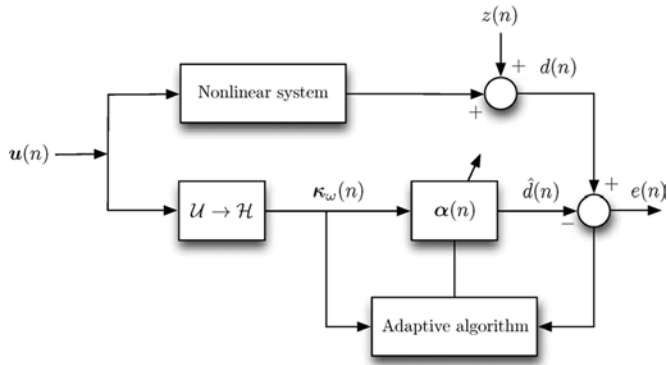 z(n)
+ d(n)
Nonlinear system
+
u(n)
+
κω(n)
d̂(n)
e(n)
U → H
α(n)
−
Adaptive algorithm